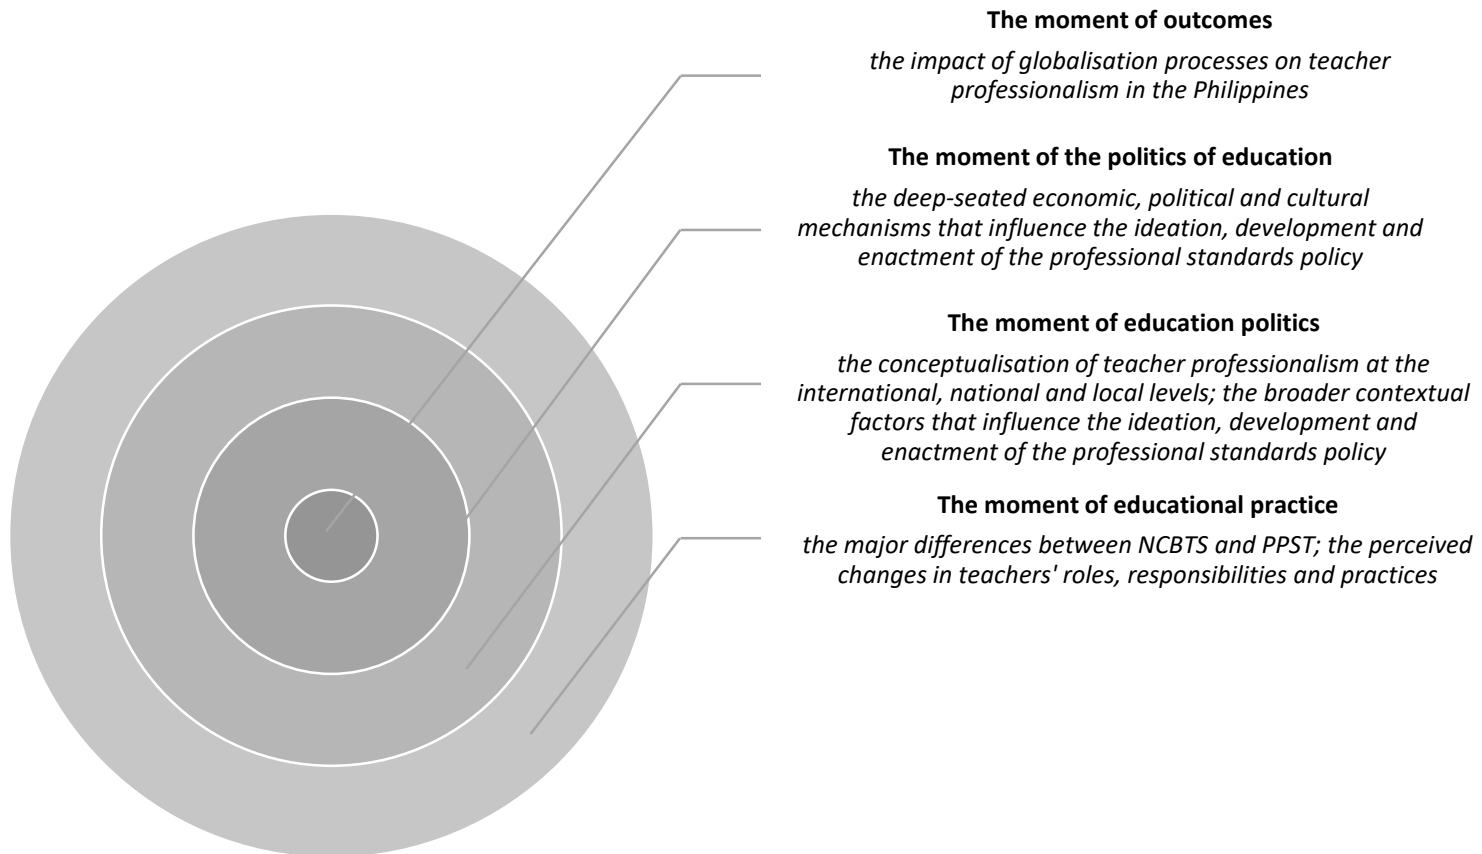 The moment of outcomes
the impact of globalisation processes on teacher
professionalism in the Philippines
The moment of the politics of education
the deep-seated economic, political and cultural
mechanisms that influence the ideation, development and
enactment of the professional standards policy
The moment of education politics
the conceptualisation of teacher professionalism at the
international, national and local levels; the broader contextual
factors that influence the ideation, development and
enactment of the professional standards policy
The moment of educational practice
the major differences between NCBTS and PPST; the perceived
changes in teachers' roles, responsibilities and practices